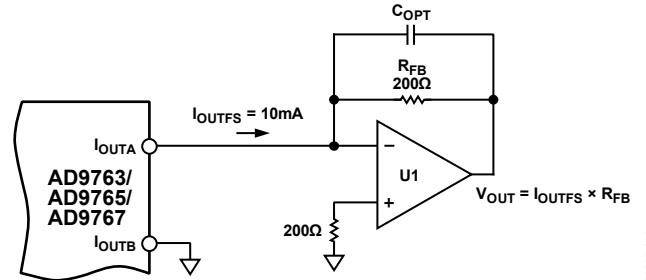 COPT
RFB
200Ω
IOUTFS = 10mA
IOUTA
AD9763/
AD9765/
AD9767
−
U1
+
VOUT = IOUTFS × RFB
200Ω
IOUTB